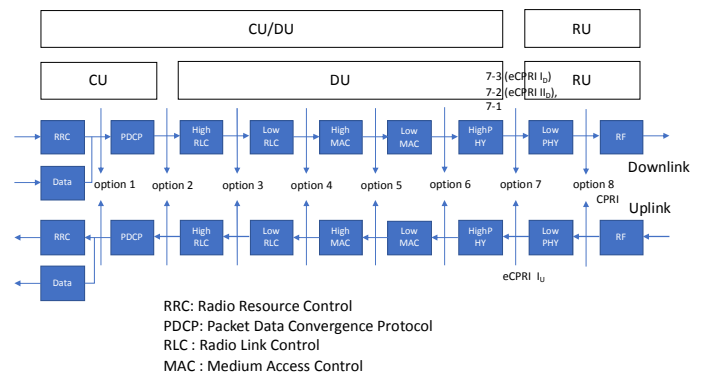 CU/DU
RU
CU
DU
RU
7-3 (eCPRI I_D)
7-2 (eCPRI II_D),
7-1
RRC
PDCP
High RLC
Low RLC
High MAC
Low MAC
HighP HY
Low PHY
RF
Downlink
Data
option 1
option 2
option 3
option 4
option 5
option 6
option 7
option 8
CPRI
Uplink
RRC
PDCP
High RLC
Low RLC
High MAC
Low MAC
HighP HY
Low PHY
RF
Data
eCPRI I_U
RRC: Radio Resource Control
PDCP: Packet Data Convergence Protocol
RLC : Radio Link Control
MAC : Medium Access Control